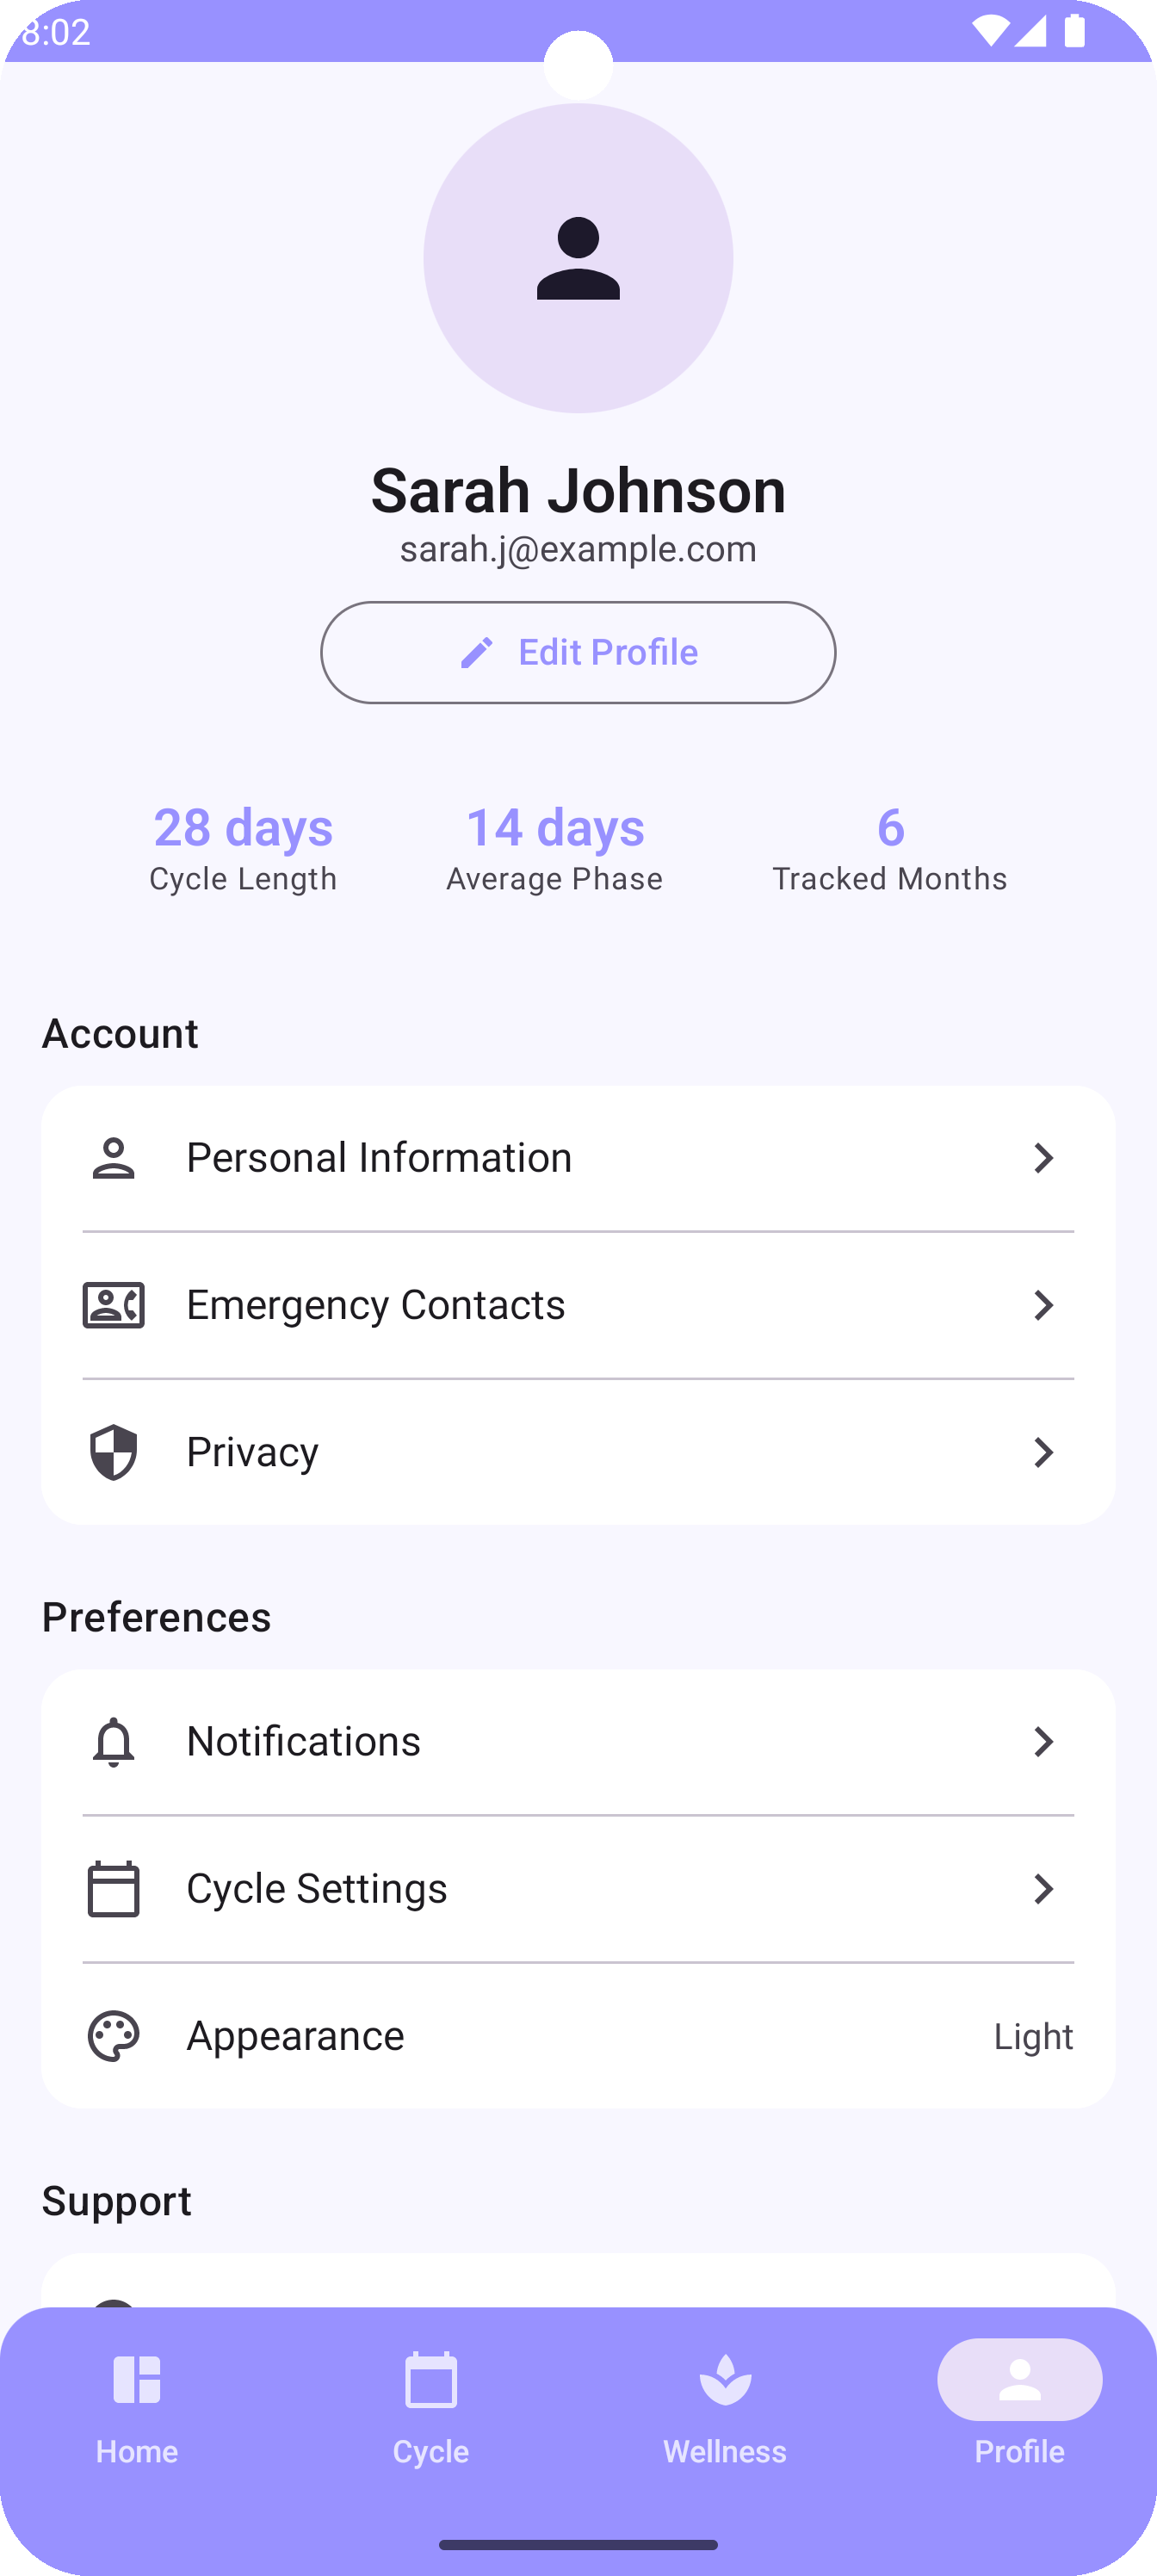 8:02
Sarah Johnson
sarah.j@example.com
Edit Profile
28 days 14 days 6
Cycle Length Average Phase Tracked Months
Account
Personal Information
Emergency Contacts
Privacy
Preferences
Notifications
Cycle Settings
Appearance Light
Support
Home Cycle Wellness Profile